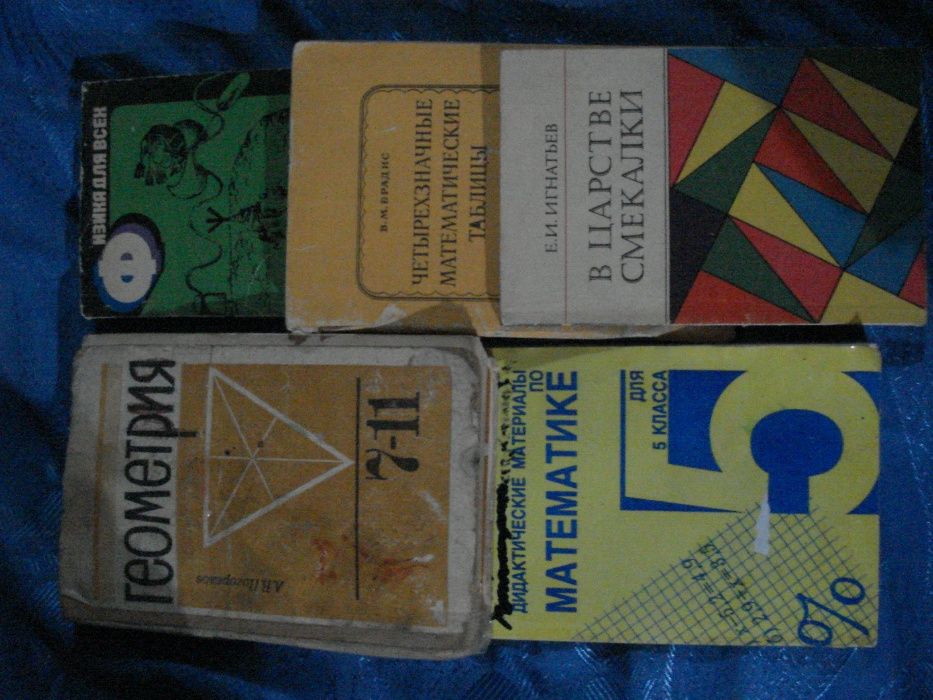 Ф
ИЗИКА ДЛЯ ВСЕХ
В. М. БРАДИС
ЧЕТЫРЕХЗНАЧНЫЕ
МАТЕМАТИЧЕСКИЕ
ТАБЛИЦЫ
Е. И. ИГНАТЬЕВ
В ЦАРСТВЕ
СМЕКАЛКИ
ГЕОМЕТРИЯ
А.В.Погорелов
7-11
ДИДАКТИЧЕСКИЕ МАТЕРИАЛЫ
ПО
МАТЕМАТИКЕ
ДЛЯ
5 КЛАССА
5
%